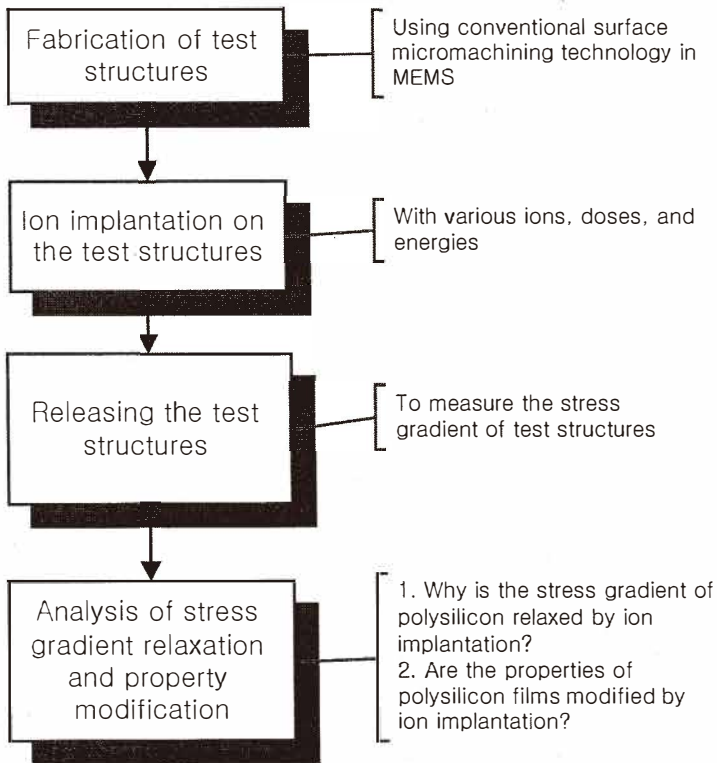 Fabrication of test
structures
Using conventional surface
micromachining technology in
MEMS
Ion implantation on
the test structures
With various ions, doses, and
energies
Releasing the test
structures
To measure the stress
gradient of test structures
Analysis of stress
gradient relaxation
and property
modification
1. Why is the stress gradient of
polysilicon relaxed by ion
implantation?
2. Are the properties of
polysilicon films modified by
ion implantation?